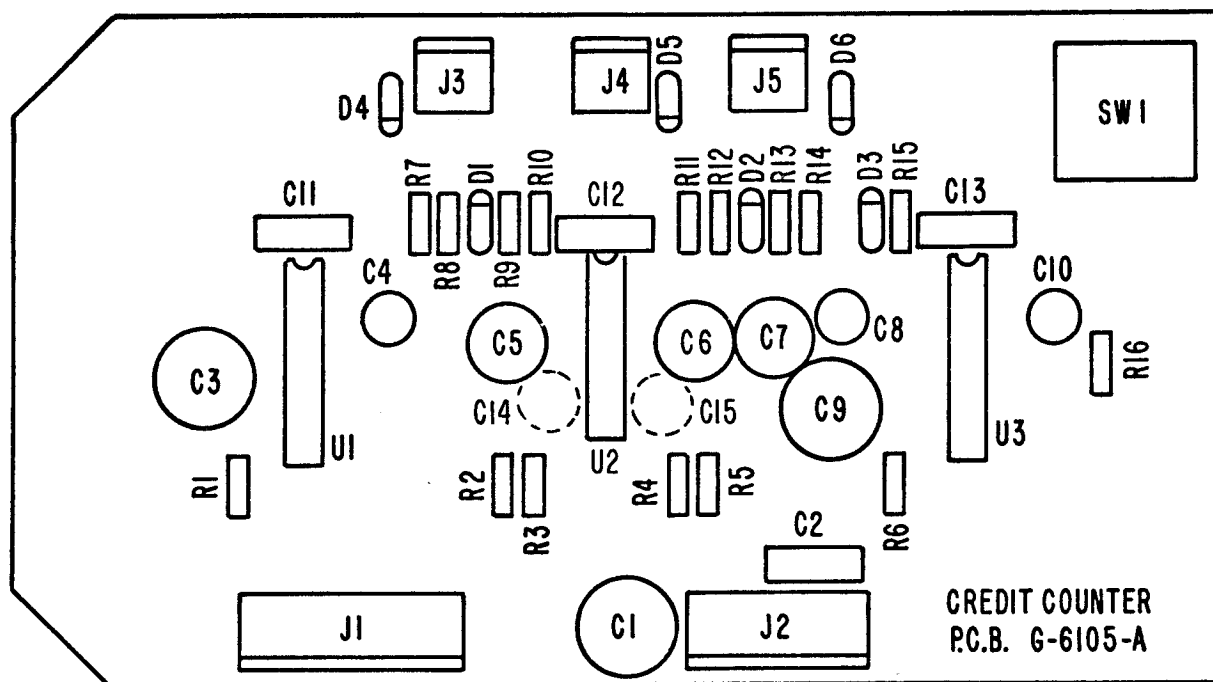 D5
D6
J3
J4
J5
D4
SW1
R7
D1
R10
R11
R12
D2
R13
R14
D3
R15
C11
C12
C13
R8
R9
C4
C10
C5
C6
C7
C8
R16
C3
C14
C15
C9
U1
U2
U3
R1
R2
R3
R4
R5
R6
C2
J1
C1
J2
CREDIT COUNTER
P.C.B. G-6105-A